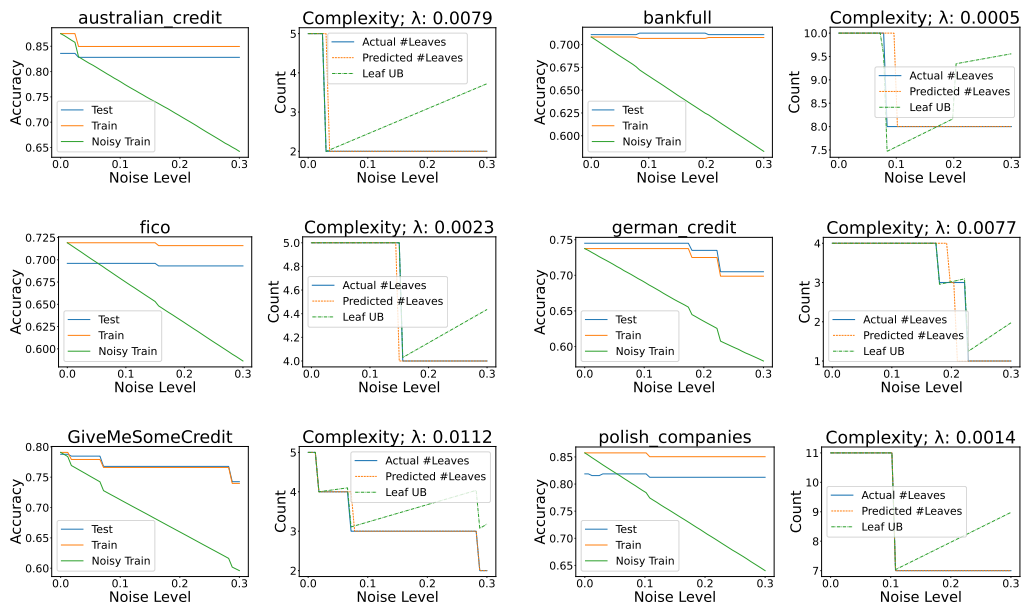 australian_credit
Accuracy
0.85
0.80
0.75
0.70
0.65
Test
Train
Noisy Train
0.0 0.1 0.2 0.3
Noise Level
Complexity; λ: 0.0079
Count
5
4
3
2
Actual #Leaves
Predicted #Leaves
Leaf UB
0.0 0.1 0.2 0.3
Noise Level
bankfull
Accuracy
0.700
0.675
0.650
0.625
0.600
Test
Train
Noisy Train
0.0 0.1 0.2 0.3
Noise Level
Complexity; λ: 0.0005
Count
10.0
9.5
9.0
8.5
8.0
7.5
Actual #Leaves
Predicted #Leaves
Leaf UB
0.0 0.1 0.2 0.3
Noise Level
fico
Accuracy
0.725
0.700
0.675
0.650
0.625
0.600
Test
Train
Noisy Train
0.0 0.1 0.2 0.3
Noise Level
Complexity; λ: 0.0023
Count
5.0
4.8
4.6
4.4
4.2
4.0
Actual #Leaves
Predicted #Leaves
Leaf UB
0.0 0.1 0.2 0.3
Noise Level
german_credit
Accuracy
0.75
0.70
0.65
0.60
Test
Train
Noisy Train
0.0 0.1 0.2 0.3
Noise Level
Complexity; λ: 0.0077
Count
4
3
2
1
Actual #Leaves
Predicted #Leaves
Leaf UB
0.0 0.1 0.2 0.3
Noise Level
GiveMeSomeCredit
Accuracy
0.80
0.75
0.70
0.65
0.60
Test
Train
Noisy Train
0.0 0.1 0.2 0.3
Noise Level
Complexity; λ: 0.0112
Count
5
4
3
2
Actual #Leaves
Predicted #Leaves
Leaf UB
0.0 0.1 0.2 0.3
Noise Level
polish_companies
Accuracy
0.85
0.80
0.75
0.70
0.65
Test
Train
Noisy Train
0.0 0.1 0.2 0.3
Noise Level
Complexity; λ: 0.0014
Count
11
10
9
8
7
Actual #Leaves
Predicted #Leaves
Leaf UB
0.0 0.1 0.2 0.3
Noise Level